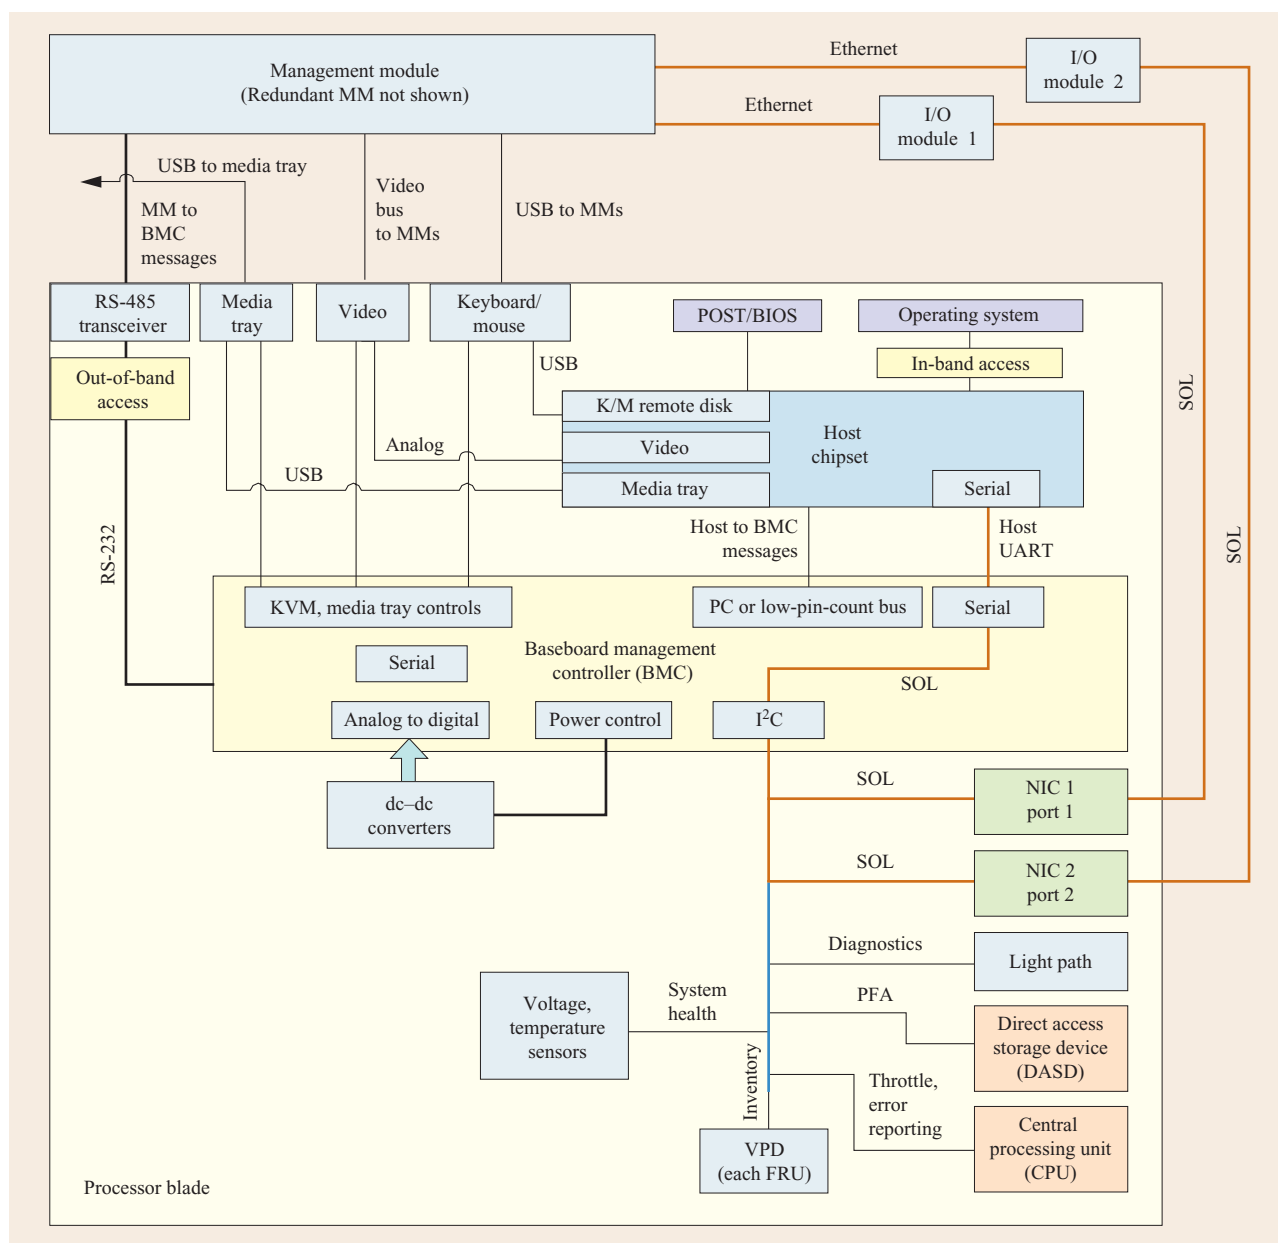 Management module
(Redundant MM not shown)
Ethernet
I/O
module 2
Ethernet
I/O
module 1
USB to media tray
MM to
BMC
messages
Video
bus
to MMs
USB to MMs
RS-485
transceiver
Media
tray
Video
Keyboard/
mouse
POST/BIOS
Operating system
Out-of-band
access
USB
In-band access
SOL
K/M remote disk
Host
chipset
Analog
Video
USB
Media tray
Serial
RS-232
Host to BMC
messages
Host
UART
SOL
KVM, media tray controls
PC or low-pin-count bus
Serial
Baseboard management
controller (BMC)
Serial
SOL
Analog to digital
Power control
I²C
dc–dc
converters
SOL
NIC 1
port 1
SOL
NIC 2
port 2
Diagnostics
Light path
Voltage,
temperature
sensors
System
health
PFA
Direct access
storage device
(DASD)
Inventory
Throttle,
error
reporting
Central
processing unit
(CPU)
VPD
(each FRU)
Processor blade